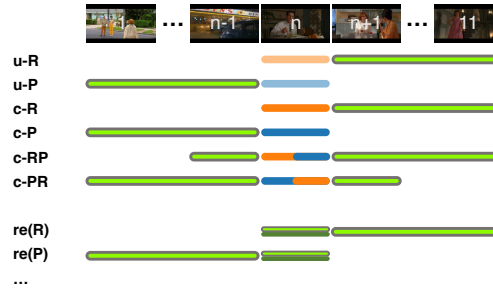 1 ... n-1 n n+1 ... 11
u-R
u-P
c-R
c-P
c-RP
c-PR
re(R)
re(P)
...